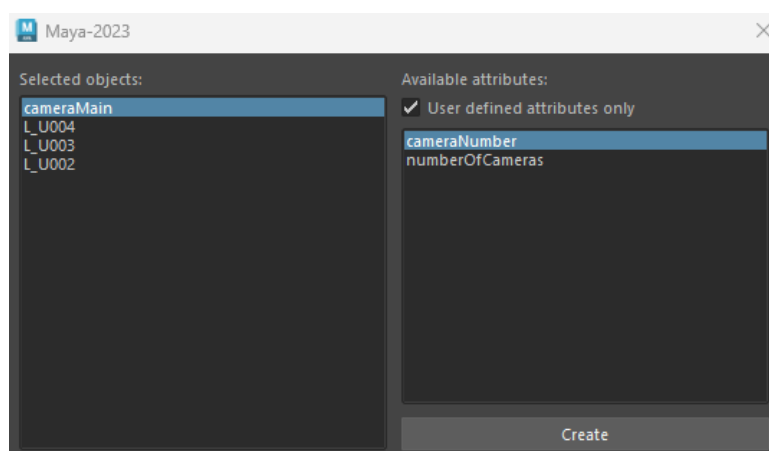 Maya-2023
Selected objects:
cameraMain
L_U004
L_U003
L_U002
Available attributes:
User defined attributes only
cameraNumber
numberOfCameras
Create